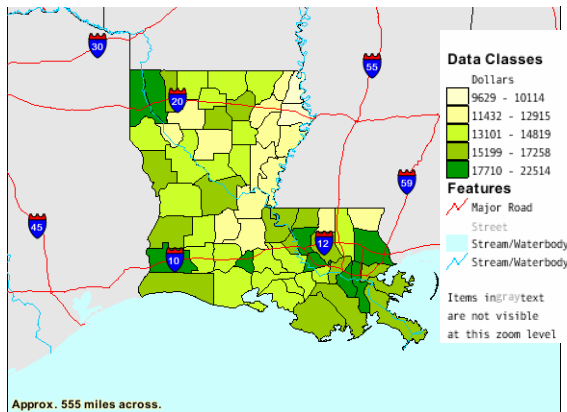 30
55
20
59
45
12
10
Approx. 555 miles across.
Data Classes
Dollars
9629 - 10114
11432 - 12915
13101 - 14819
15199 - 17258
17710 - 22514
Features
Major Road
Street
Stream/Waterbody
Stream/Waterbody
Items in gray text
are not visible
at this zoom level